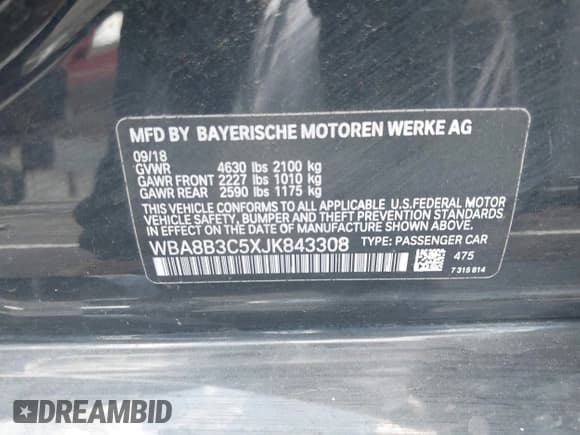 MFD BY BAYERISCHE MOTOREN WERKE AG
09/18
GVWR 4630 lbs 2100 kg
GAWR FRONT 2227 lbs 1010 kg
GAWR REAR 2590 lbs 1175 kg
THIS VEHICLE CONFORMS TO ALL APPLICABLE U.S.FEDERAL MOTOR
VEHICLE SAFETY, BUMPER AND THEFT PREVENTION STANDARDS
IN EFFECT ON THE DATE OF MANUFACTURE SHOWN ABOVE.
WBA8B3C5XJK843308 TYPE: PASSENGER CAR
475
7 315 814
DREAMBID